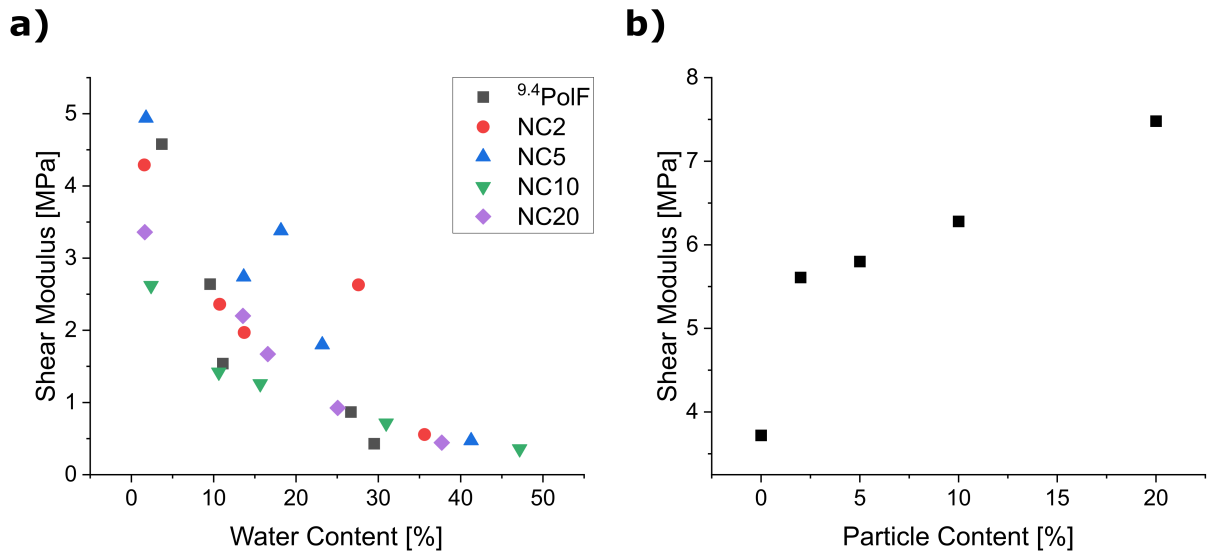 a)
5
4
3
2
1
0
Shear Modulus [MPa]
0 10 20 30 40 50
Water Content [%]
9.4PolF
NC2
NC5
NC10
NC20
b)
8
7
6
5
4
Shear Modulus [MPa]
0 5 10 15 20
Particle Content [%]